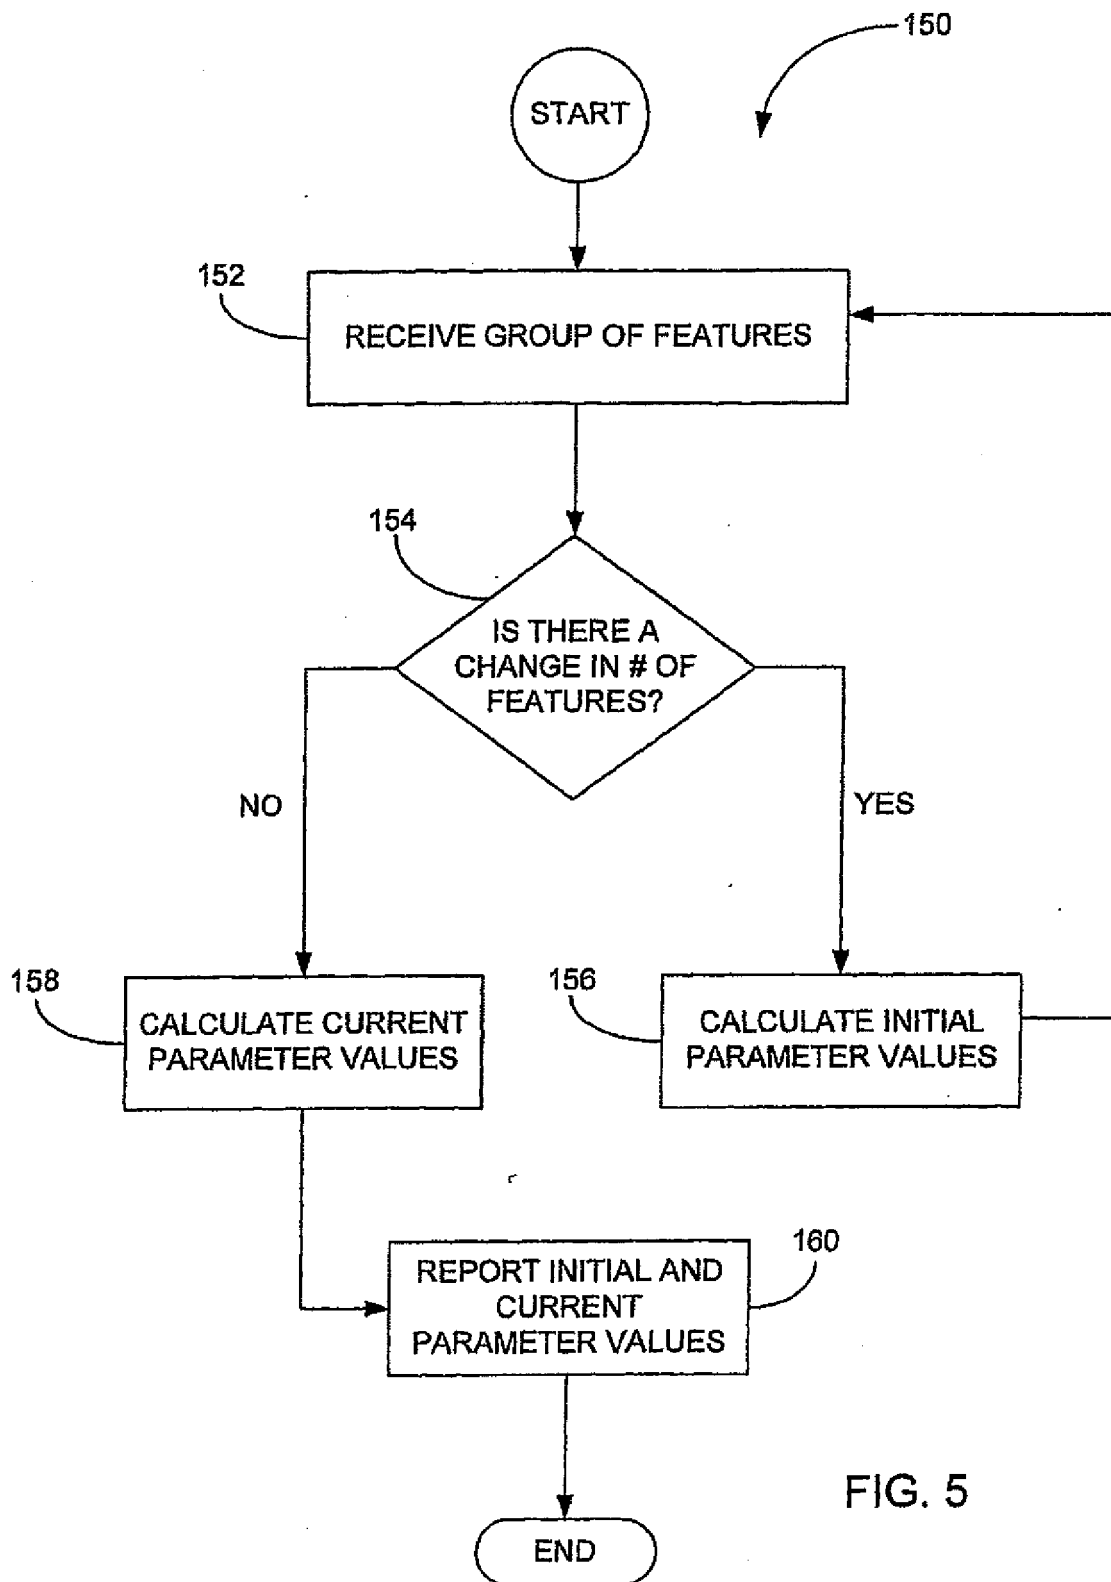 150
START
152
RECEIVE GROUP OF FEATURES
154
IS THERE A
CHANGE IN # OF
FEATURES?
NO
YES
158
CALCULATE CURRENT
PARAMETER VALUES
156
CALCULATE INITIAL
PARAMETER VALUES
160
REPORT INITIAL AND
CURRENT
PARAMETER VALUES
FIG. 5
END